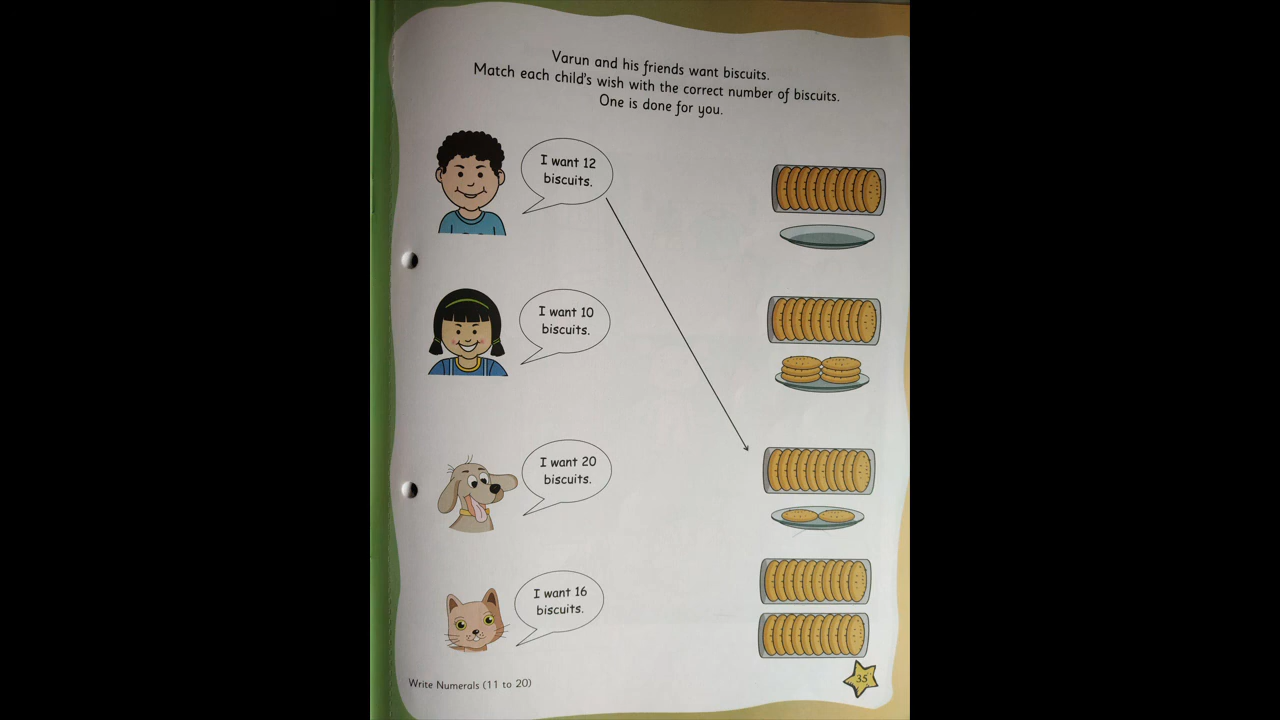 Varun and his friends want biscuits.
Match each child's wish with the correct number of biscuits.
One is done for you.
I want 12
biscuits.
I want 10
biscuits.
I want 20
biscuits.
I want 16
biscuits.
Write Numerals (11 to 20)
35